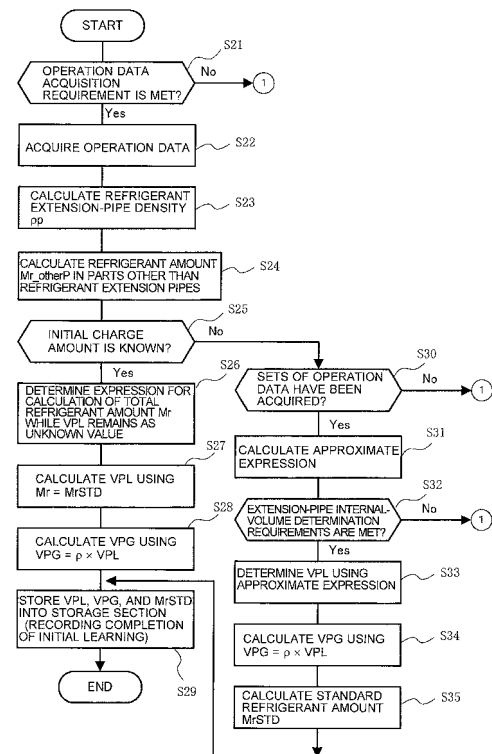 START
S21
OPERATION DATA
ACQUISITION
REQUIREMENT IS MET?
No
1
Yes
S22
ACQUIRE OPERATION DATA
S23
CALCULATE REFRIGERANT
EXTENSION-PIPE DENSITY
ρp
S24
CALCULATE REFRIGERANT AMOUNT
Mr_otherP IN PARTS OTHER THAN
REFRIGERANT EXTENSION PIPES
S25
INITIAL CHARGE
AMOUNT IS KNOWN?
No
Yes
S26
DETERMINE EXPRESSION FOR
CALCULATION OF TOTAL
REFRIGERANT AMOUNT Mr
WHILE VPL REMAINS AS
UNKNOWN VALUE
S27
CALCULATE VPL USING
Mr = MrSTD
S28
CALCULATE VPG USING
VPG = ρ × VPL
STORE VPL, VPG, AND MrSTD
INTO STORAGE SECTION
(RECORDING COMPLETION
OF INITIAL LEARNING)
S29
END
S30
SETS OF OPERATION
DATA HAVE BEEN
ACQUIRED?
No
1
Yes
S31
CALCULATE APPROXIMATE
EXPRESSION
S32
EXTENSION-PIPE INTERNAL-
VOLUME DETERMINATION
REQUIREMENTS ARE MET?
No
1
Yes
S33
DETERMINE VPL USING
APPROXIMATE EXPRESSION
S34
CALCULATE VPG USING
VPG = ρ × VPL
S35
CALCULATE STANDARD
REFRIGERANT AMOUNT
MrSTD